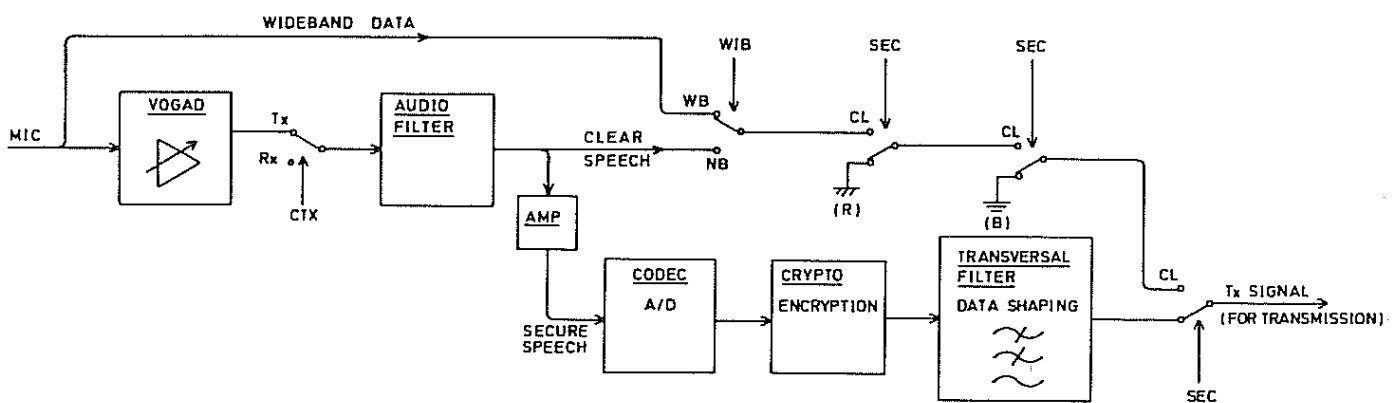 WIDEBAND DATA
WIB
SEC
SEC
VOGAD
AUDIO
FILTER
MIC
Tx
Rx
CTX
WB
NB
CL
CL
CLEAR
SPEECH
(R)
(B)
AMP
SECURE
SPEECH
CODEC
A/D
CRYPTO
ENCRYPTION
TRANSVERSAL
FILTER
DATA SHAPING
CL
Tx SIGNAL
(FOR TRANSMISSION)
SEC